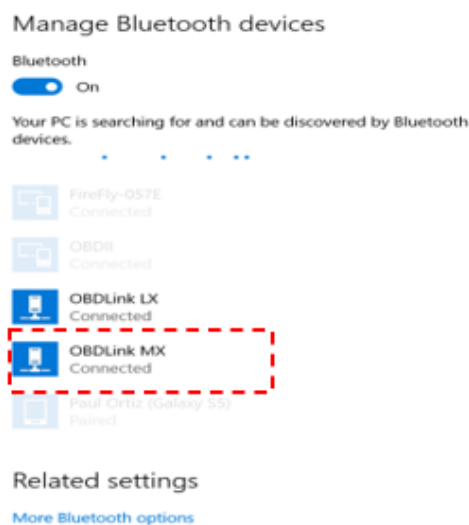 Manage Bluetooth devices
Bluetooth
On
Your PC is searching for and can be discovered by Bluetooth
devices.
FireFly-057E
Connected
OBDII
Connected
OBDLink LX
Connected
OBDLink MX
Connected
Paul Ortiz (Galaxy S5)
Paired
Related settings
More Bluetooth options